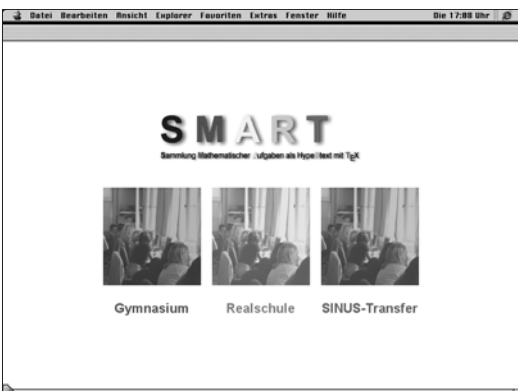 Datei Bearbeiten Ansicht Explorer Favoriten Extras Fenster Hilfe Die 17:08 Uhr
SMART
Sammlung Mathematischer Aufgaben als Hypertext mit TEX
Gymnasium Realschule SINUS-Transfer